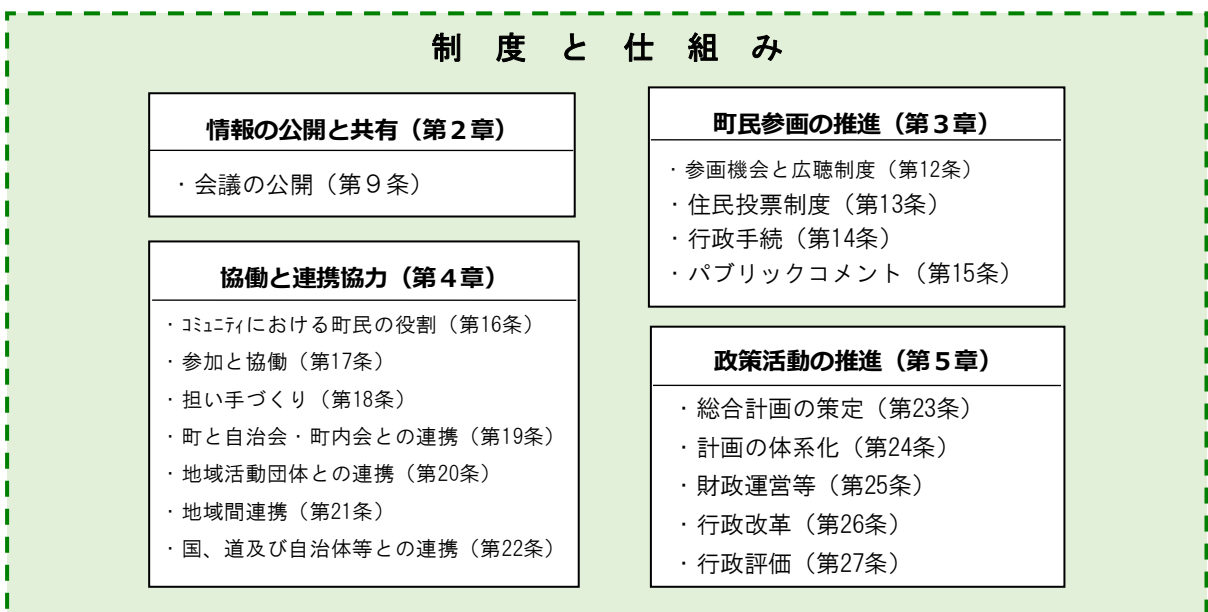 制度と仕組み
情報の公開と共有（第２章）
・会議の公開（第９条）
町民参画の推進（第３章）
・参画機会と広聴制度（第12条）
・住民投票制度（第13条）
・行政手続（第14条）
・パブリックコメント（第15条）
協働と連携協力（第４章）
・ｺﾐｭﾆﾃｨにおける町民の役割（第16条）
・参加と協働（第17条）
・担い手づくり（第18条）
・町と自治会・町内会との連携（第19条）
・地域活動団体との連携（第20条）
・地域間連携（第21条）
・国、道及び自治体等との連携（第22条）
政策活動の推進（第５章）
・総合計画の策定（第23条）
・計画の体系化（第24条）
・財政運営等（第25条）
・行政改革（第26条）
・行政評価（第27条）